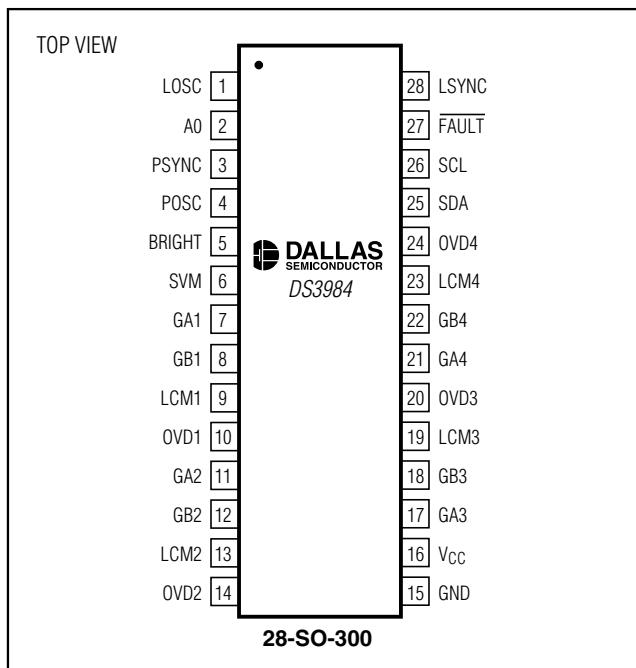 TOP VIEW
LOSC 1 28 LSYNC
A0 2 27 F̅A̅U̅L̅T̅
PSYNC 3 26 SCL
POSC 4 25 SDA
BRIGHT 5 24 OVD4
SVM 6 23 LCM4
GA1 7 22 GB4
GB1 8 21 GA4
LCM1 9 20 OVD3
OVD1 10 19 LCM3
GA2 11 18 GB3
GB2 12 17 GA3
LCM2 13 16 VCC
OVD2 14 15 GND
DALLAS
SEMICONDUCTOR
DS3984
28-SO-300